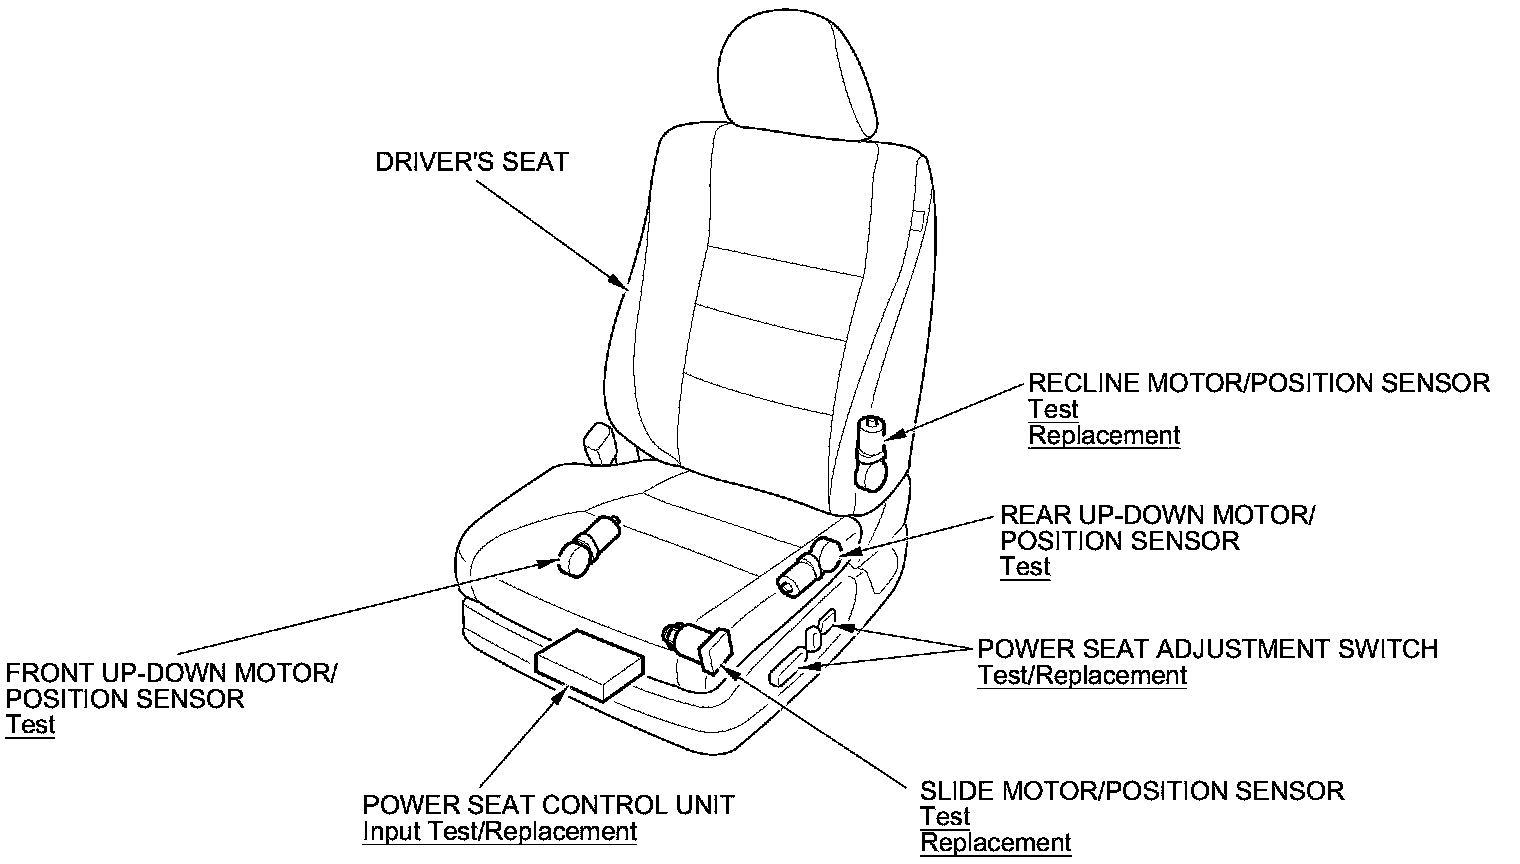 DRIVER'S SEAT
RECLINE MOTOR/POSITION SENSOR
Test
Replacement
REAR UP-DOWN MOTOR/
POSITION SENSOR
Test
POWER SEAT ADJUSTMENT SWITCH
Test/Replacement
FRONT UP-DOWN MOTOR/
POSITION SENSOR
Test
POWER SEAT CONTROL UNIT
Input Test/Replacement
SLIDE MOTOR/POSITION SENSOR
Test
Replacement